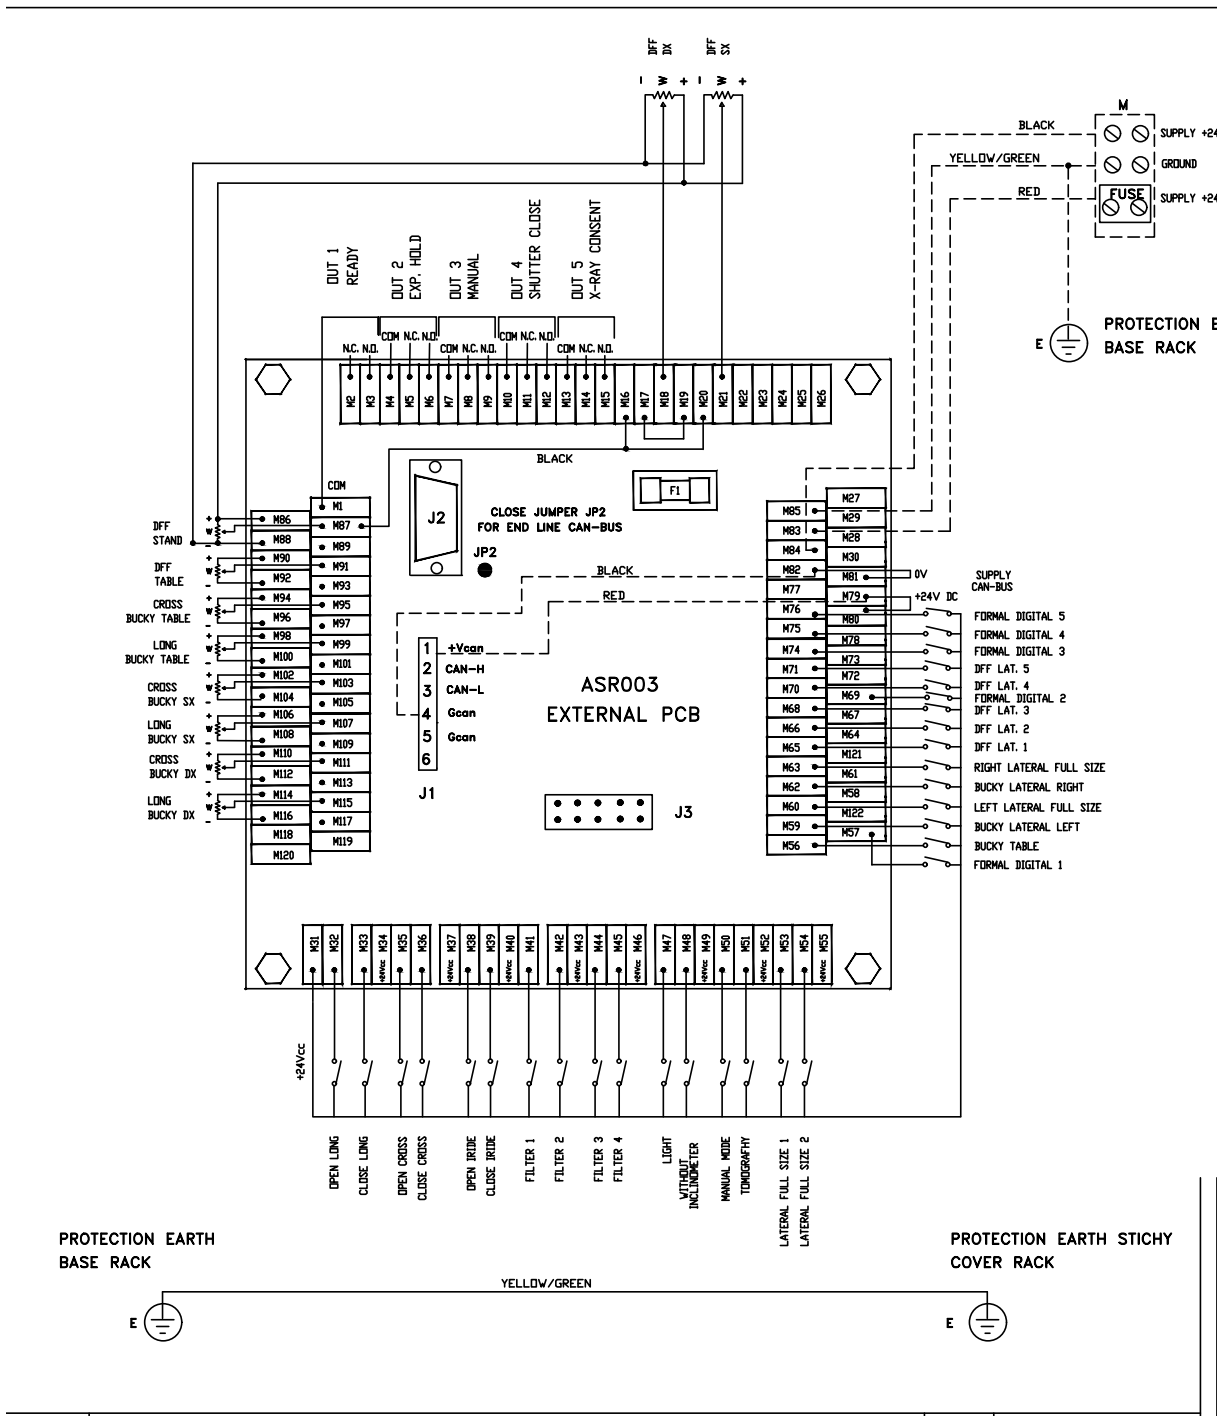 DFF
DX
DFF
SX
- W +
- W +
M
BLACK
SUPPLY +24
YELLOW/GREEN
GROUND
RED
FUSE
SUPPLY +24
E
PROTECTION E
BASE RACK
OUT 1
READY
OUT 2
EXP. HOLD
OUT 3
MANUAL
OUT 4
SHUTTER CLOSE
OUT 5
X-RAY CONSENT
N.C. N.O.
COM N.C. N.O.
COM N.C. N.O.
COM N.C. N.O.
COM N.C. N.O.
M2 M3 M4 M5 M6 M7 M8 M9 M10 M11 M12 M13 M14 M15 M16 M17 M18 M19 M20 M21 M22 M23 M24 M25 M26
BLACK
COM
M1
M87
M89
M91
M93
M95
M97
M99
M101
M103
M105
M107
M109
M111
M113
M115
M117
M119
M86
M88
M90
M92
M94
M96
M98
M100
M102
M104
M106
M108
M110
M112
M114
M116
M118
M120
+ W -
DFF
STAND
+ W -
DFF
TABLE
+ W -
CROSS
BUCKY TABLE
+ W -
LONG
BUCKY TABLE
+ W -
CROSS
BUCKY SX
+ W -
LONG
BUCKY SX
+ W -
CROSS
BUCKY DX
+ W -
LONG
BUCKY DX
J2
CLOSE JUMPER JP2
FOR END LINE CAN-BUS
JP2
F1
BLACK
RED
1 +Vcan
2 CAN-H
3 CAN-L
4 Gcan
5 Gcan
6
J1
ASR003
EXTERNAL PCB
J3
M85
M83
M84
M82
M77
M76
M75
M74
M71
M70
M68
M66
M65
M63
M62
M60
M59
M56
M27
M29
M28
M30
M81
M79
M80
M78
M73
M72
M69
M67
M64
M121
M61
M58
M122
M57
0V
+24V DC
SUPPLY
CAN-BUS
FORMAL DIGITAL 5
FORMAL DIGITAL 4
FORMAL DIGITAL 3
DFF LAT. 5
DFF LAT. 4
FORMAL DIGITAL 2
DFF LAT. 3
DFF LAT. 2
DFF LAT. 1
RIGHT LATERAL FULL SIZE
BUCKY LATERAL RIGHT
LEFT LATERAL FULL SIZE
BUCKY LATERAL LEFT
BUCKY TABLE
FORMAL DIGITAL 1
M31 M32 M33 M34 M35 M36 M37 M38 M39 M40 M41 M42 M43 M44 M45 M46 M47 M48 M49 M50 M51 M52 M53 M54 M55
+24Vcc +24Vcc +24Vcc +24Vcc +24Vcc +24Vcc +24Vcc +24Vcc
+24Vcc
OPEN LONG
CLOSE LONG
OPEN CROSS
CLOSE CROSS
OPEN IRIDE
CLOSE IRIDE
FILTER 1
FILTER 2
FILTER 3
FILTER 4
LIGHT
WITHOUT
INCLINOMETER
MANUAL MODE
TOMOGRAFHY
LATERAL FULL SIZE 1
LATERAL FULL SIZE 2
PROTECTION EARTH
BASE RACK
PROTECTION EARTH STICHY
COVER RACK
YELLOW/GREEN
E
E